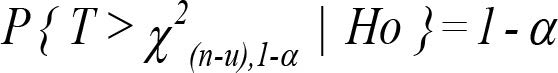 P{ T > χ²₍ₙ₋ᵤ₎,₁₋α | Ho } = 1 - α